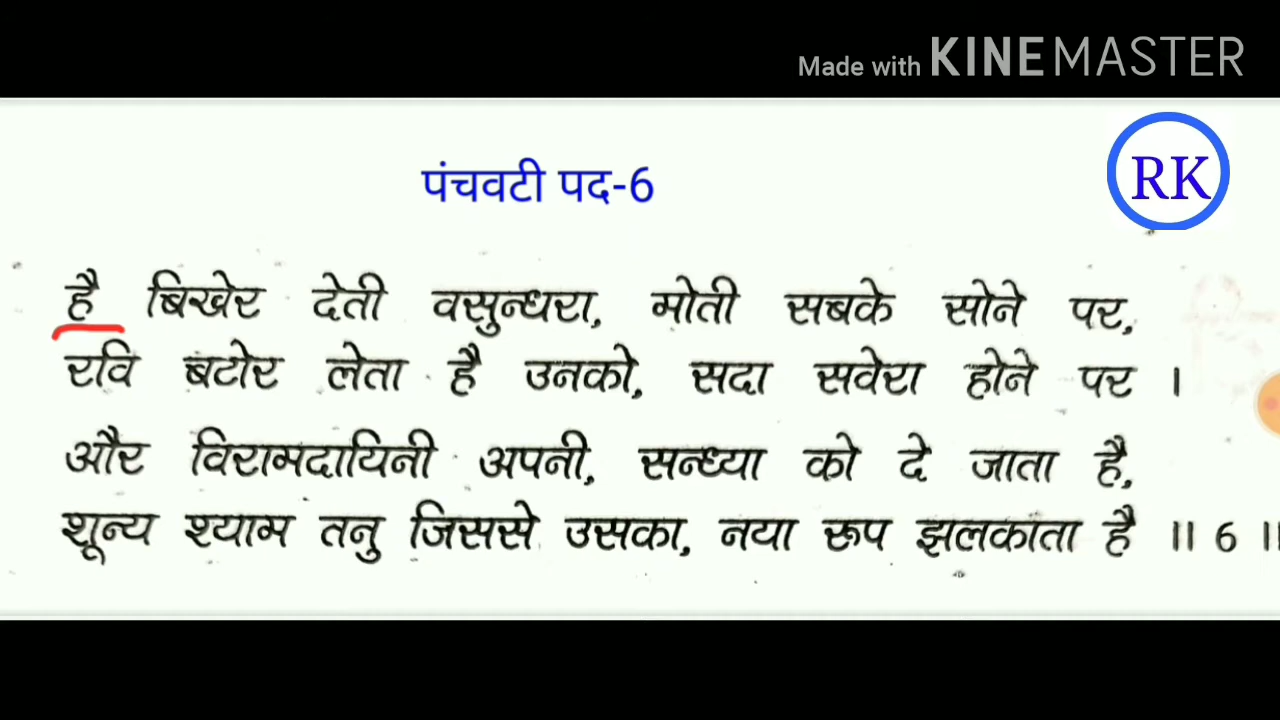 Made with KINEMASTER
RK
पंचवटी पद-6
है बिखेर देती वसुन्धरा, मोती सबके सोने पर,
रवि बटोर लेता है उनको, सदा सवेरा होने पर ।
और विरामदायिनी अपनी, सन्ध्या को दे जाता है,
शून्य श्याम तनु जिससे उसका, नया रूप झलकाता है ॥ 6 ॥